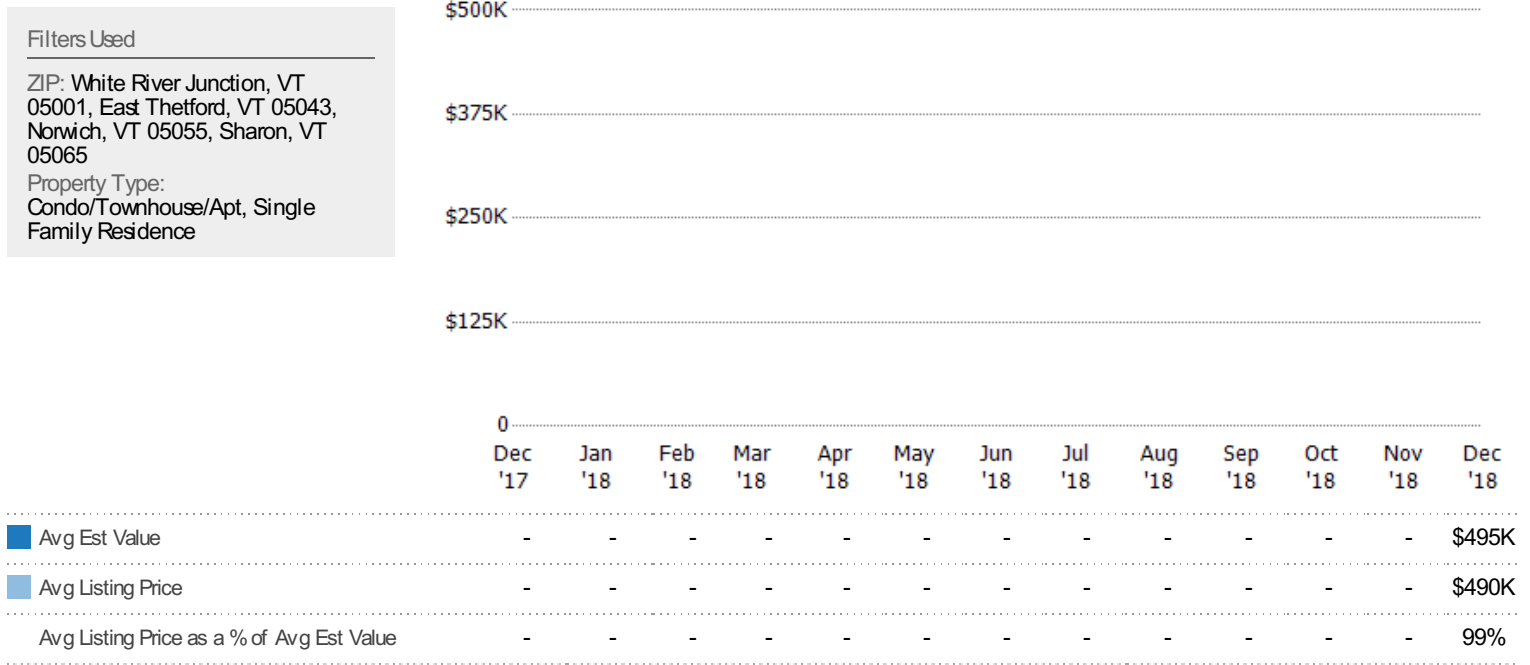 Filters Used
ZIP: White River Junction, VT
05001, East Thetford, VT 05043,
Norwich, VT 05055, Sharon, VT
05065
Property Type:
Condo/Townhouse/Apt, Single
Family Residence
$500K
$375K
$250K
$125K
0
Dec '17 Jan '18 Feb '18 Mar '18 Apr '18 May '18 Jun '18 Jul '18 Aug '18 Sep '18 Oct '18 Nov '18 Dec '18
Avg Est Value - - - - - - - - - - - - $495K
Avg Listing Price - - - - - - - - - - - - $490K
Avg Listing Price as a % of Avg Est Value - - - - - - - - - - - - 99%